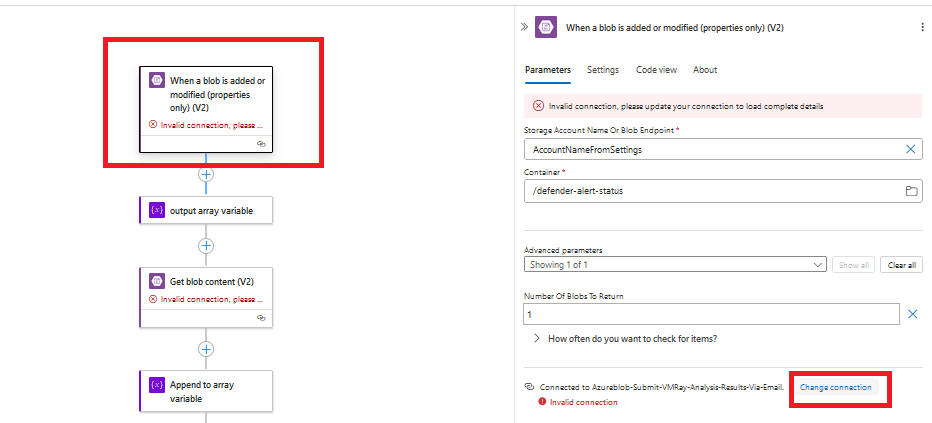 When a blob is added or
modified (properties
only) (V2)
Invalid connection, please ...
{x} output array variable
Get blob content (V2)
Invalid connection, please ...
{x} Append to array
variable
When a blob is added or modified (properties only) (V2)
Parameters Settings Code view About
Invalid connection, please update your connection to load complete details
Storage Account Name Or Blob Endpoint *
AccountNameFromSettings
Container *
/defender-alert-status
Advanced parameters
Showing 1 of 1 Show all Clear all
Number Of Blobs To Return
1
How often do you want to check for items?
Connected to Azureblob-Submit-VMRay-Analysis-Results-Via-Email. Change connection
Invalid connection